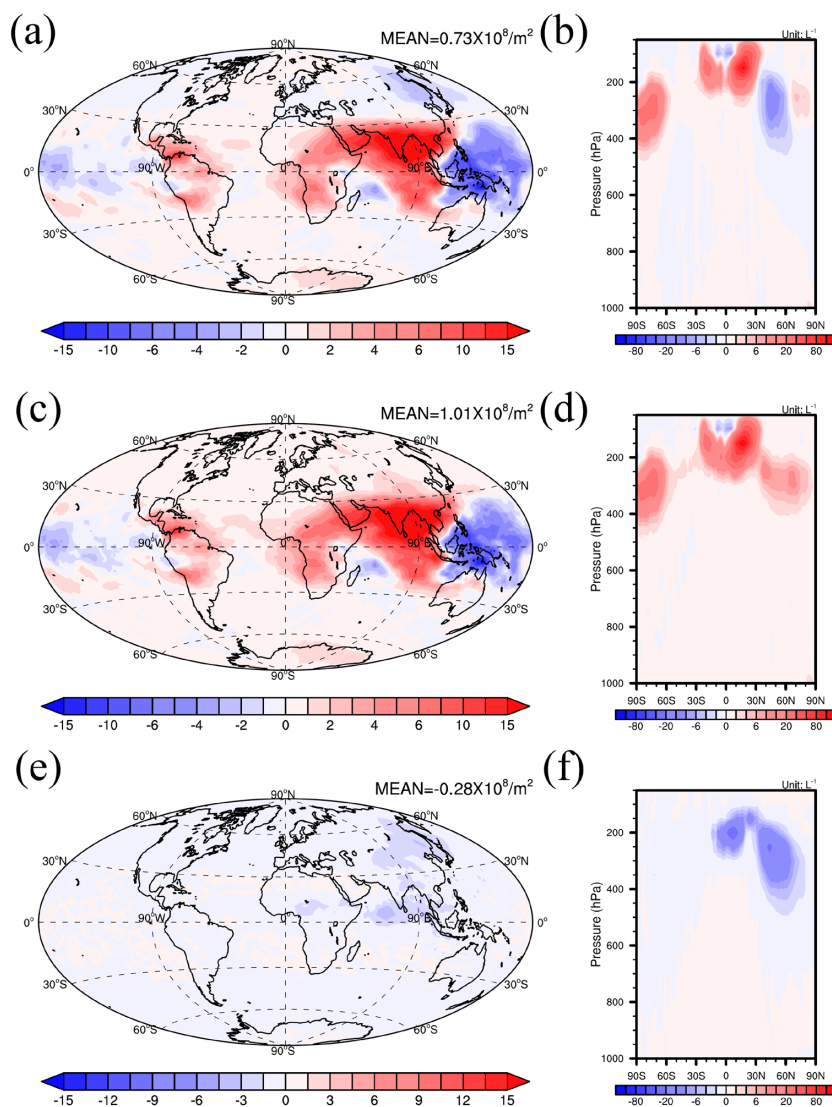 (a)
MEAN=0.73X10⁸/m²
90°N
60°N
60°N
30°N
30°N
0°
90°W
90°E
0°
30°S
30°S
60°S
60°S
90°S
-15 -10 -6 -4 -2 0 2 4 6 10 15
(b)
Unit: L⁻¹
Pressure (hPa)
200
400
600
800
1000
90S 60S 30S 0 30N 60N 90N
-80 -20 -6 0 6 20 80
(c)
MEAN=1.01X10⁸/m²
90°N
60°N
60°N
30°N
30°N
0°
90°W
90°E
0°
30°S
30°S
60°S
60°S
90°S
-15 -10 -6 -4 -2 0 2 4 6 10 15
(d)
Unit: L⁻¹
Pressure (hPa)
200
400
600
800
1000
90S 60S 30S 0 30N 60N 90N
-80 -20 -6 0 6 20 80
(e)
MEAN=-0.28X10⁸/m²
90°N
60°N
60°N
30°N
30°N
0°
90°W
90°E
0°
30°S
30°S
60°S
60°S
90°S
-15 -12 -9 -6 -3 0 3 6 9 12 15
(f)
Unit: L⁻¹
Pressure (hPa)
200
400
600
800
1000
90S 60S 30S 0 30N 60N 90N
-80 -20 -6 0 6 20 80